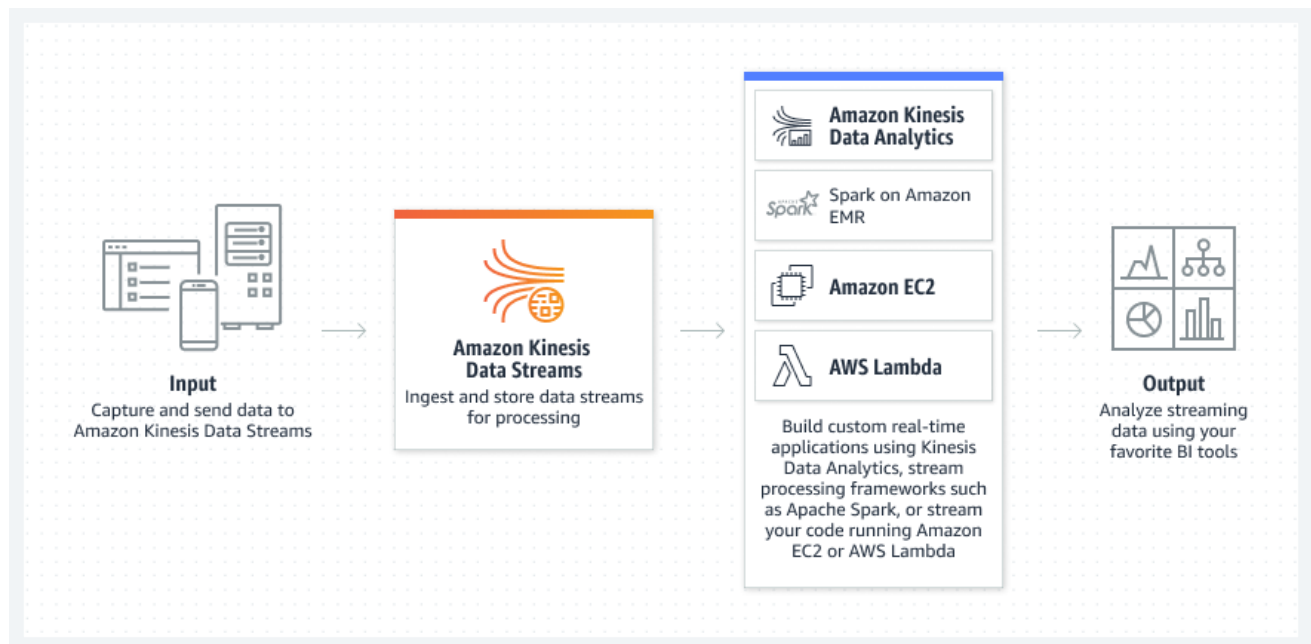 Input
Capture and send data to
Amazon Kinesis Data Streams
Amazon Kinesis
Data Streams
Ingest and store data streams
for processing
Amazon Kinesis
Data Analytics
APACHE
Spark
Spark on Amazon
EMR
Amazon EC2
AWS Lambda
Build custom real-time
applications using Kinesis
Data Analytics, stream
processing frameworks such
as Apache Spark, or stream
your code running Amazon
EC2 or AWS Lambda
Output
Analyze streaming
data using your
favorite BI tools